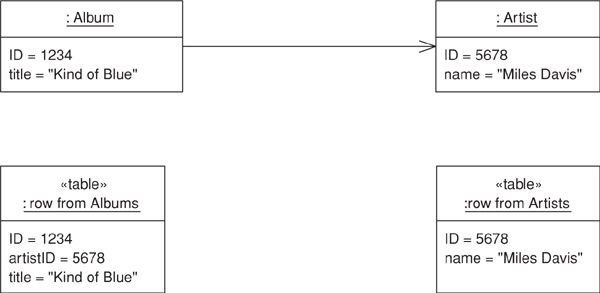 : Album
ID = 1234
title = "Kind of Blue"
: Artist
ID = 5678
name = "Miles Davis"
«table»
: row from Albums
ID = 1234
artistID = 5678
title = "Kind of Blue"
«table»
:row from Artists
ID = 5678
name = "Miles Davis"